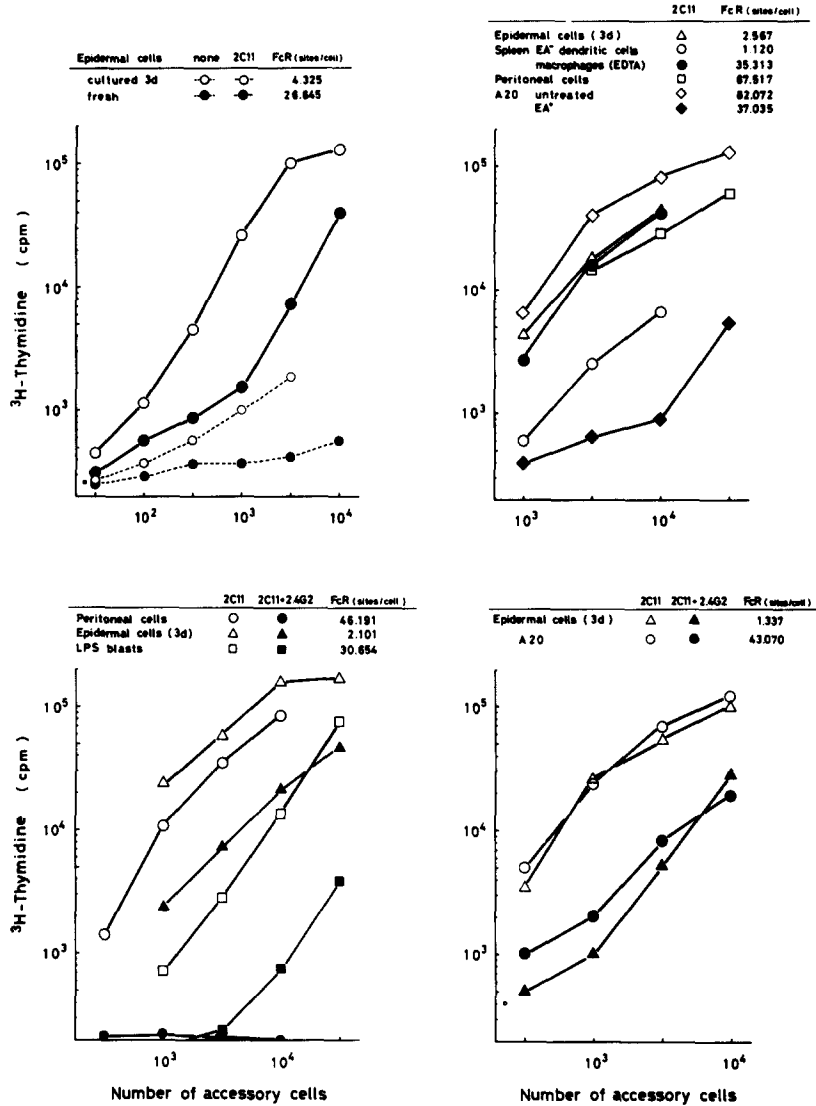 Epidermal cells none 2C11 FcR (sites/cell)
cultured 3d 4.325
fresh 26.645
10⁵
10⁴
10³
³H-Thymidine ( cpm )
10² 10³ 10⁴
2C11 FcR (sites/cell)
Epidermal cells (3d) 2.567
Spleen EA⁻ dendritic cells 1.120
macrophages (EDTA) 35.313
Peritoneal cells 67.517
A20 untreated 62.072
EA⁺ 37.035
10⁵
10⁴
10³
10³ 10⁴
2C11 2C11+2.4G2 FcR (sites/cell)
Peritoneal cells 46.191
Epidermal cells (3d) 2.101
LPS blasts 30.654
10⁵
10⁴
10³
³H-Thymidine ( cpm )
10³ 10⁴
Number of accessory cells
2C11 2C11+2.4G2 FcR (sites/cell)
Epidermal cells (3d) 1.337
A20 43.070
10⁵
10⁴
10³
10³ 10⁴
Number of accessory cells